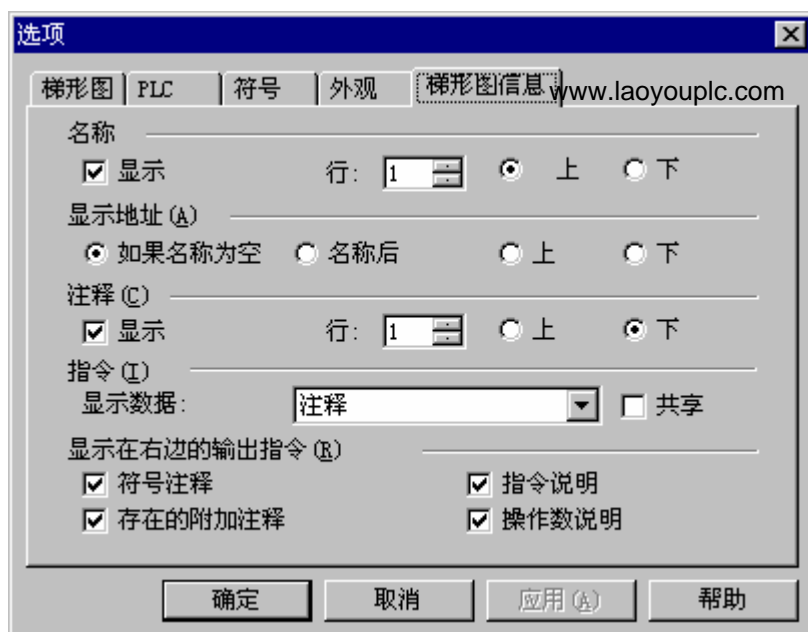 选项
梯形图 PLC 符号 外观 梯形图信息 www.laoyouplc.com
名称
显示 行: 1 上 下
显示地址(A)
如果名称为空 名称后 上 下
注释(C)
显示 行: 1 上 下
指令(I)
显示数据: 注释 共享
显示在右边的输出指令(R)
符号注释 指令说明
存在的附加注释 操作数说明
确定 取消 应用(A) 帮助